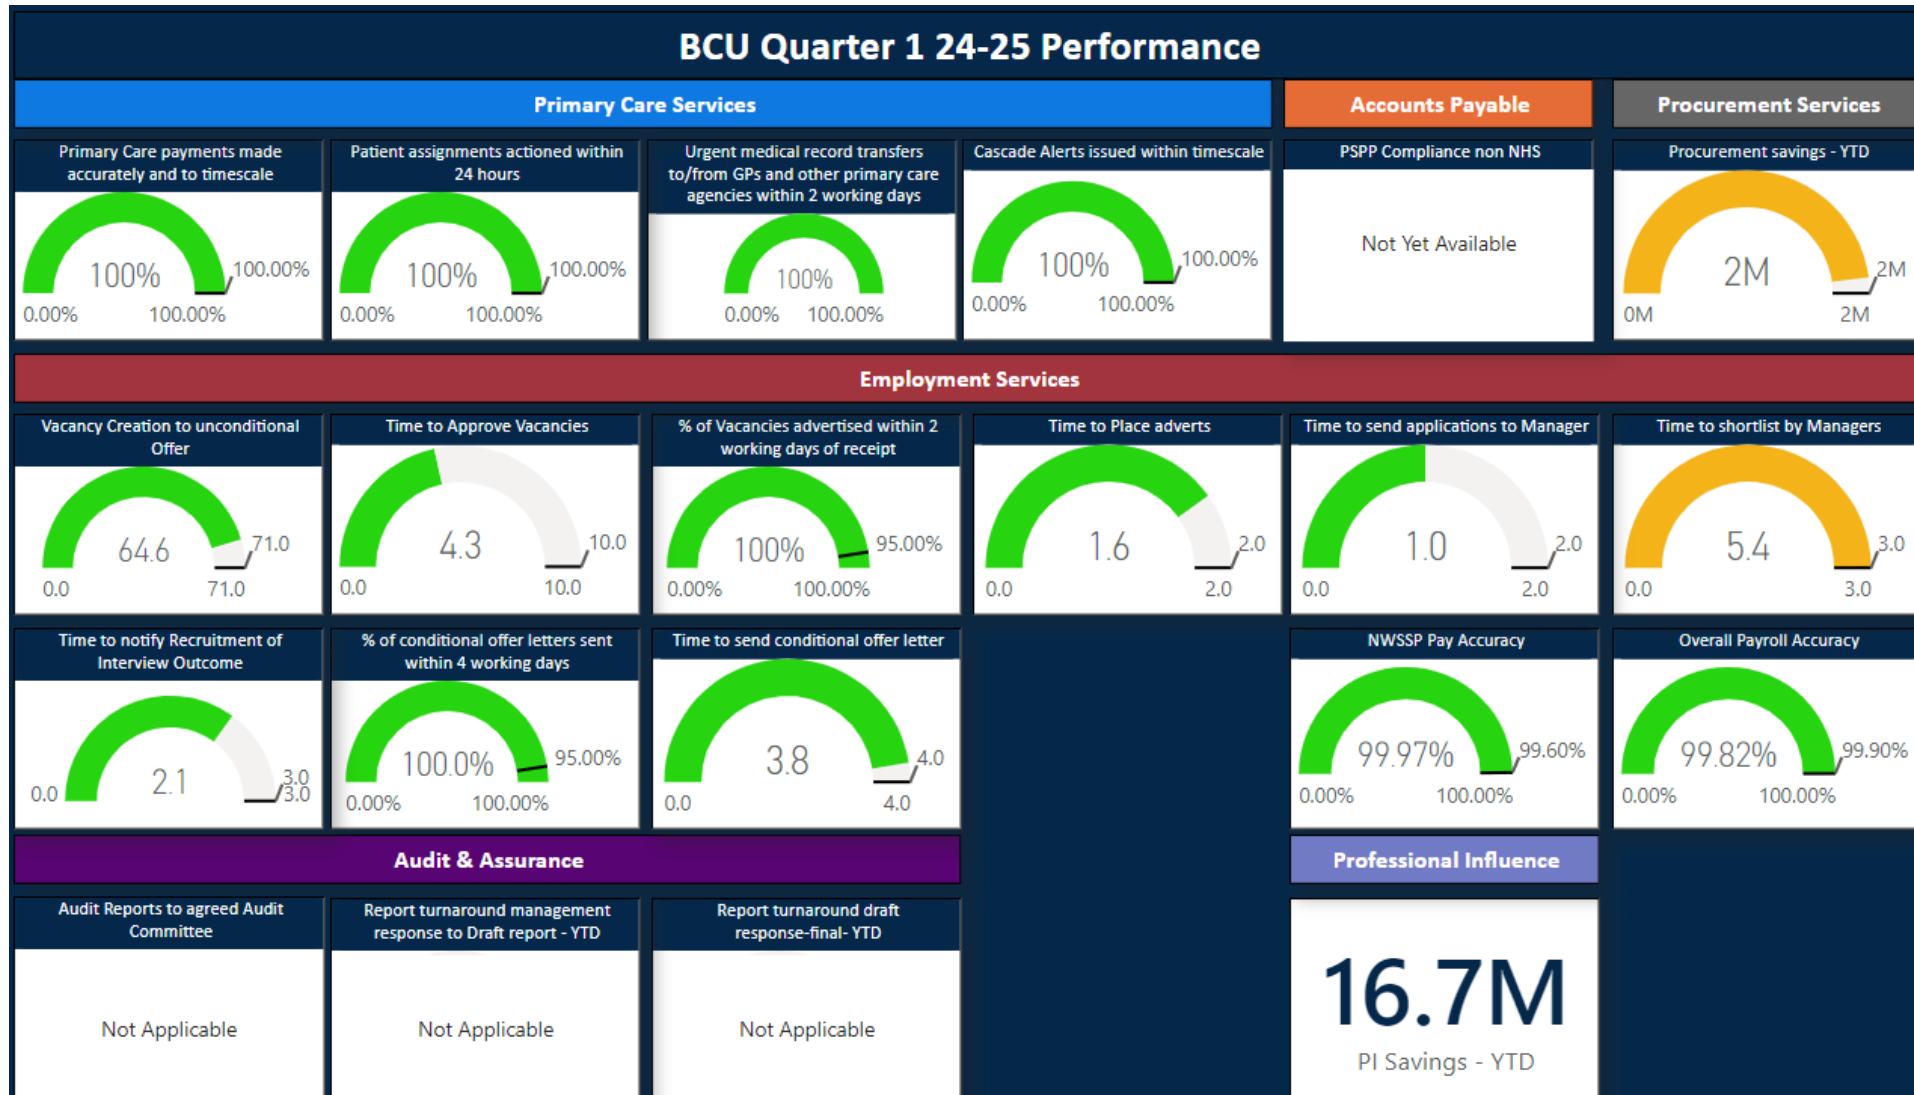 BCU Quarter 1 24-25 Performance
Primary Care Services
Accounts Payable
Procurement Services
Primary Care payments made
accurately and to timescale
100%
100.00%
0.00%
100.00%
Patient assignments actioned within
24 hours
100%
100.00%
0.00%
100.00%
Urgent medical record transfers
to/from GPs and other primary care
agencies within 2 working days
100%
0.00%
100.00%
Cascade Alerts issued within timescale
100%
100.00%
0.00%
100.00%
PSPP Compliance non NHS
Not Yet Available
Procurement savings - YTD
2M
2M
0M
2M
Employment Services
Vacancy Creation to unconditional
Offer
64.6
71.0
0.0
71.0
Time to Approve Vacancies
4.3
10.0
0.0
10.0
% of Vacancies advertised within 2
working days of receipt
100%
95.00%
0.00%
100.00%
Time to Place adverts
1.6
2.0
0.0
2.0
Time to send applications to Manager
1.0
2.0
0.0
2.0
Time to shortlist by Managers
5.4
3.0
0.0
3.0
Time to notify Recruitment of
Interview Outcome
2.1
3.0
0.0
3.0
% of conditional offer letters sent
within 4 working days
100.0%
95.00%
0.00%
100.00%
Time to send conditional offer letter
3.8
4.0
0.0
4.0
NWSSP Pay Accuracy
99.97%
99.60%
0.00%
100.00%
Overall Payroll Accuracy
99.82%
99.90%
0.00%
100.00%
Audit & Assurance
Professional Influence
Audit Reports to agreed Audit
Committee
Not Applicable
Report turnaround management
response to Draft report - YTD
Not Applicable
Report turnaround draft
response-final- YTD
Not Applicable
16.7M
PI Savings - YTD